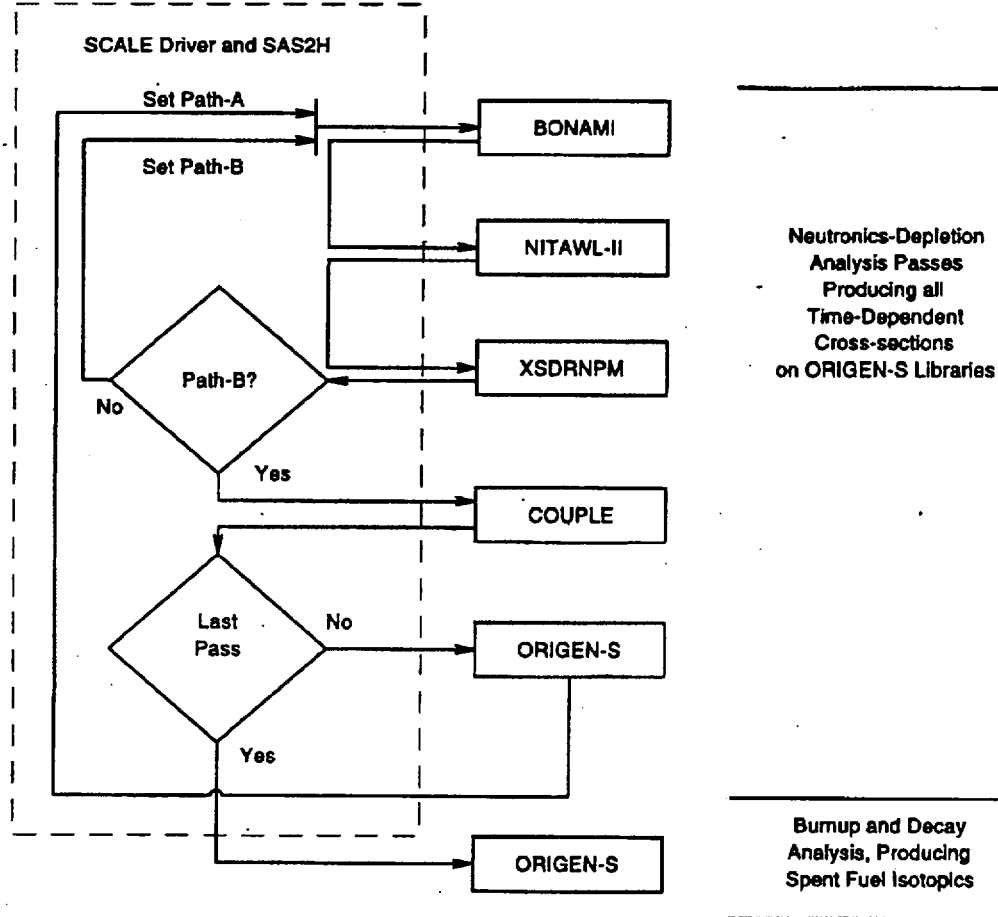 SCALE Driver and SAS2H
Set Path-A
Set Path-B
BONAMI
NITAWL-II
XSDRNPM
Path-B?
No
Yes
COUPLE
Last
Pass
No
ORIGEN-S
Yes
ORIGEN-S
Neutronics-Depletion
Analysis Passes
Producing all
Time-Dependent
Cross-sections
on ORIGEN-S Libraries
Burnup and Decay
Analysis, Producing
Spent Fuel Isotopics